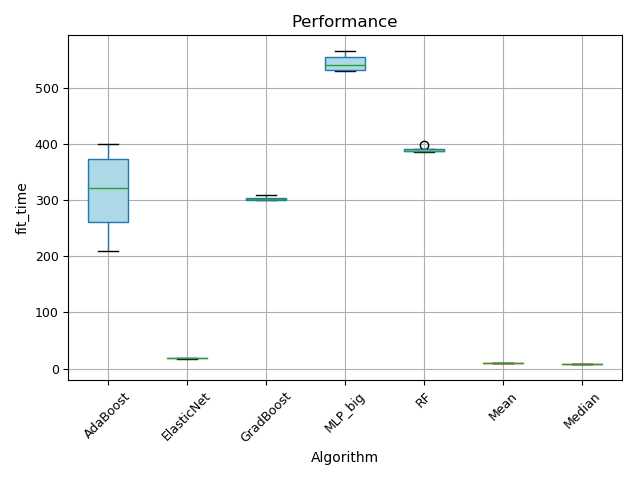 Performance
fit_time
500
400
300
200
100
0
AdaBoost
ElasticNet
GradBoost
MLP_big
RF
Mean
Median
Algorithm